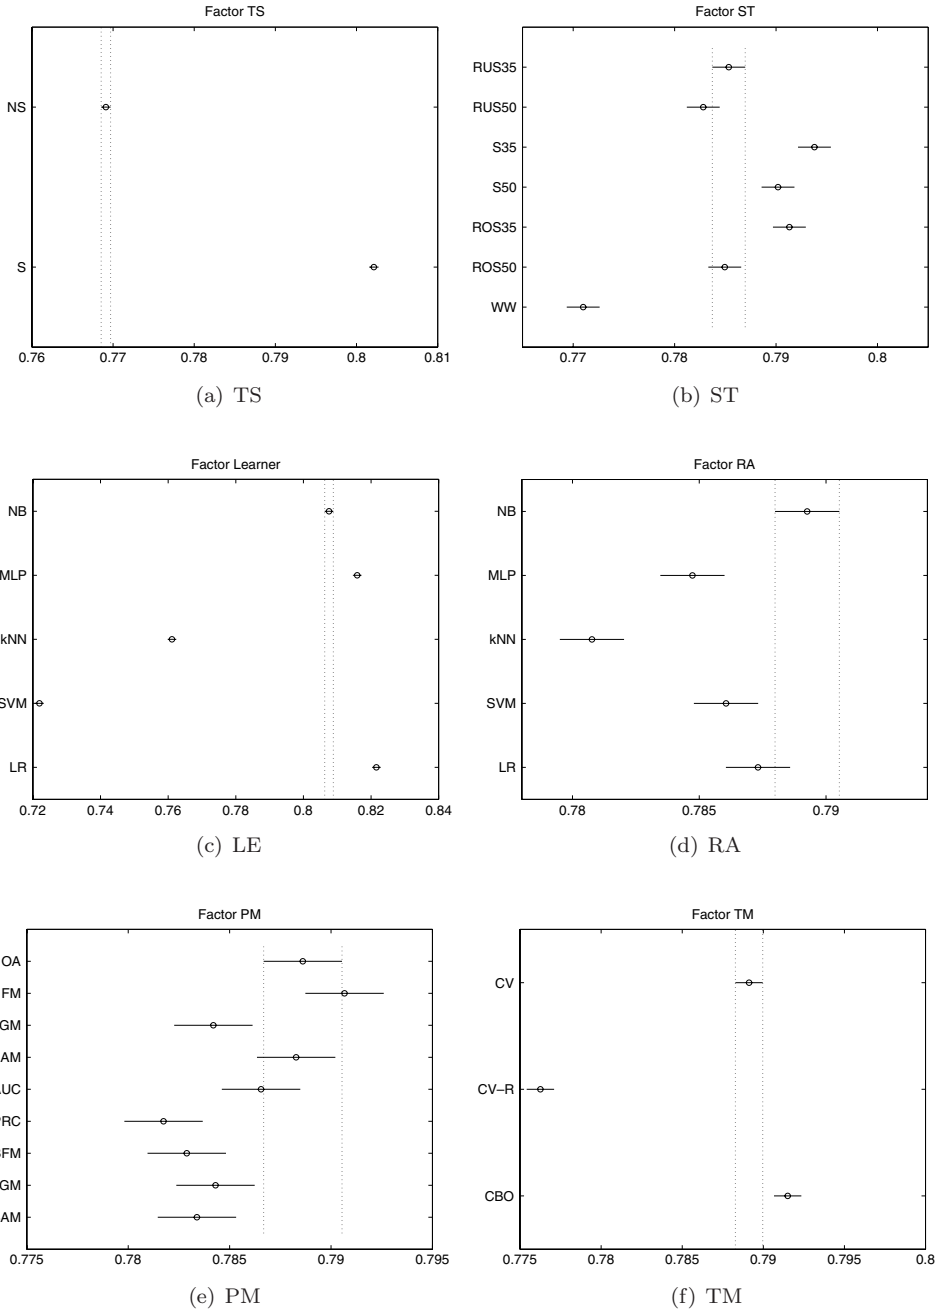 Factor TS
NS
S
0.76 0.77 0.78 0.79 0.8 0.81
(a) TS
Factor ST
RUS35
RUS50
S35
S50
ROS35
ROS50
WW
0.77 0.78 0.79 0.8
(b) ST
Factor Learner
NB
MLP
kNN
SVM
LR
0.72 0.74 0.76 0.78 0.8 0.82 0.84
(c) LE
Factor RA
NB
MLP
kNN
SVM
LR
0.78 0.785 0.79
(d) RA
Factor PM
OA
FM
GM
AM
AUC
PRC
FM
GM
AM
0.775 0.78 0.785 0.79 0.795
(e) PM
Factor TM
CV
CV−R
CBO
0.775 0.78 0.785 0.79 0.795 0.8
(f) TM